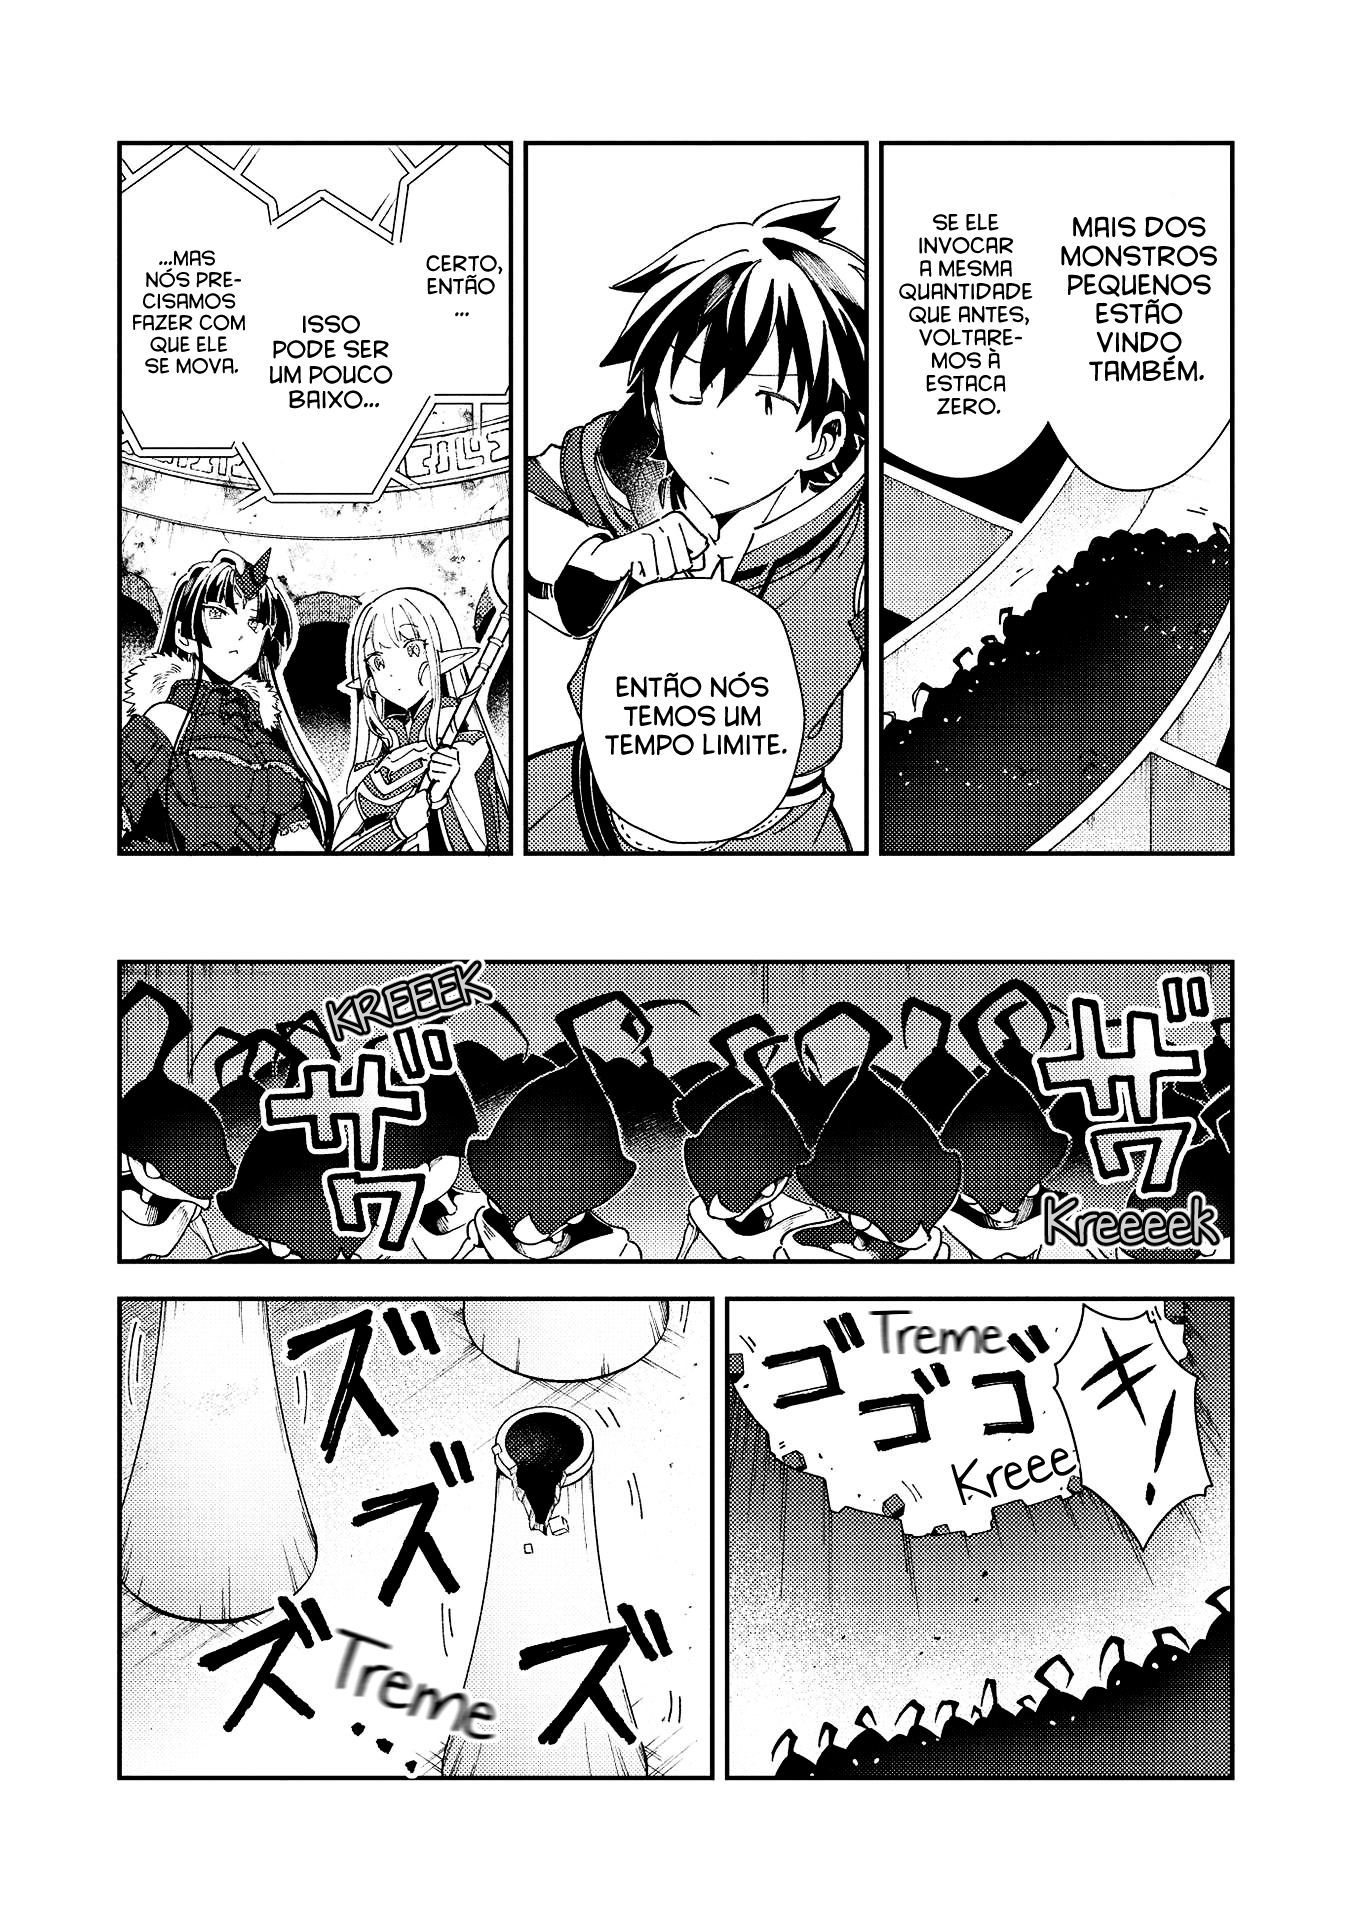 MAIS DOS
MONSTROS
PEQUENOS
ESTÃO
VINDO
TAMBÉM.
SE ELE
INVOCAR
A MESMA
QUANTIDADE
QUE ANTES,
VOLTARE-
MOS À
ESTACA
ZERO.
ENTÃO NÓS
TEMOS UM
TEMPO LIMITE.
CERTO,
ENTÃO
...
ISSO
PODE SER
UM POUCO
BAIXO...
...MAS
NÓS PRE-
CISAMOS
FAZER COM
QUE ELE
SE MOVA.
ザワ
Kreeeek
KREEEK
ザワ
キ!
Treme
ゴゴゴ
Kreee
ズズズズ
Treme